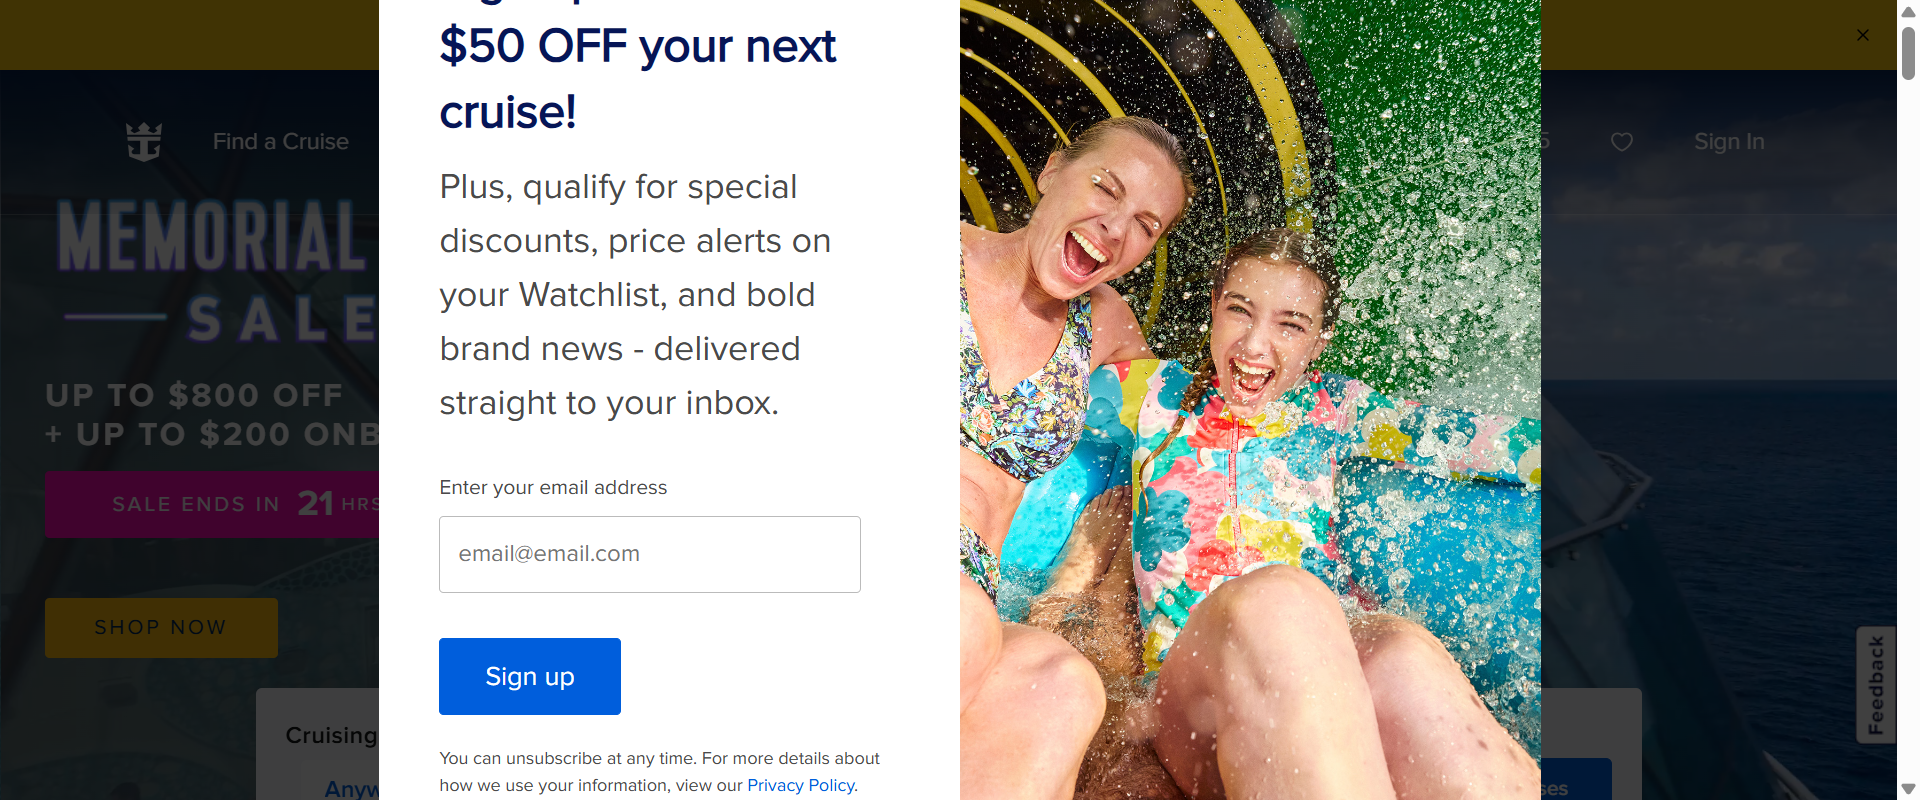 $50 OFF your next
cruise!
Plus, qualify for special
discounts, price alerts on
your Watchlist, and bold
brand news - delivered
straight to your inbox.
Enter your email address
email@email.com
Sign up
You can unsubscribe at any time. For more details about
how we use your information, view our Privacy Policy.
Find a Cruise
Sign In
MEMORIAL
SALE
UP TO $800 OFF
+ UP TO $200 ONB
SALE ENDS IN 21 HRS
SHOP NOW
Cruising
Anyw
Feedback